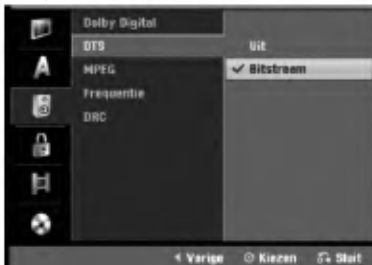 Dolby Digital
DTS
Uit
MPEG
✓ Bitstream
Frequentie
DRC
A
Vorige Kiezen Sluit